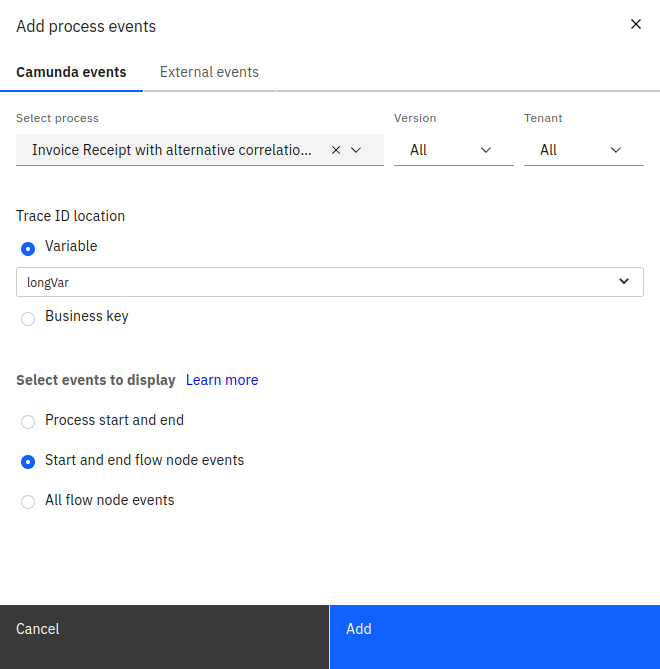 Add process events
Camunda events External events
Select process Version Tenant
Invoice Receipt with alternative correlatio... All All
Trace ID location
Variable
longVar
Business key
Select events to display Learn more
Process start and end
Start and end flow node events
All flow node events
Cancel Add